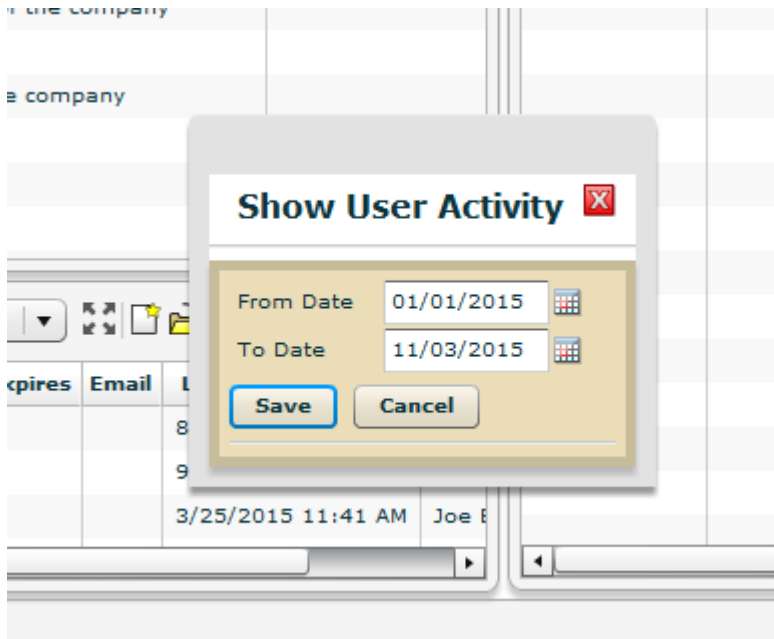 the company
company
Show User Activity
From Date 01/01/2015
To Date 11/03/2015
Save Cancel
Email
8
9
3/25/2015 11:41 AM Joe